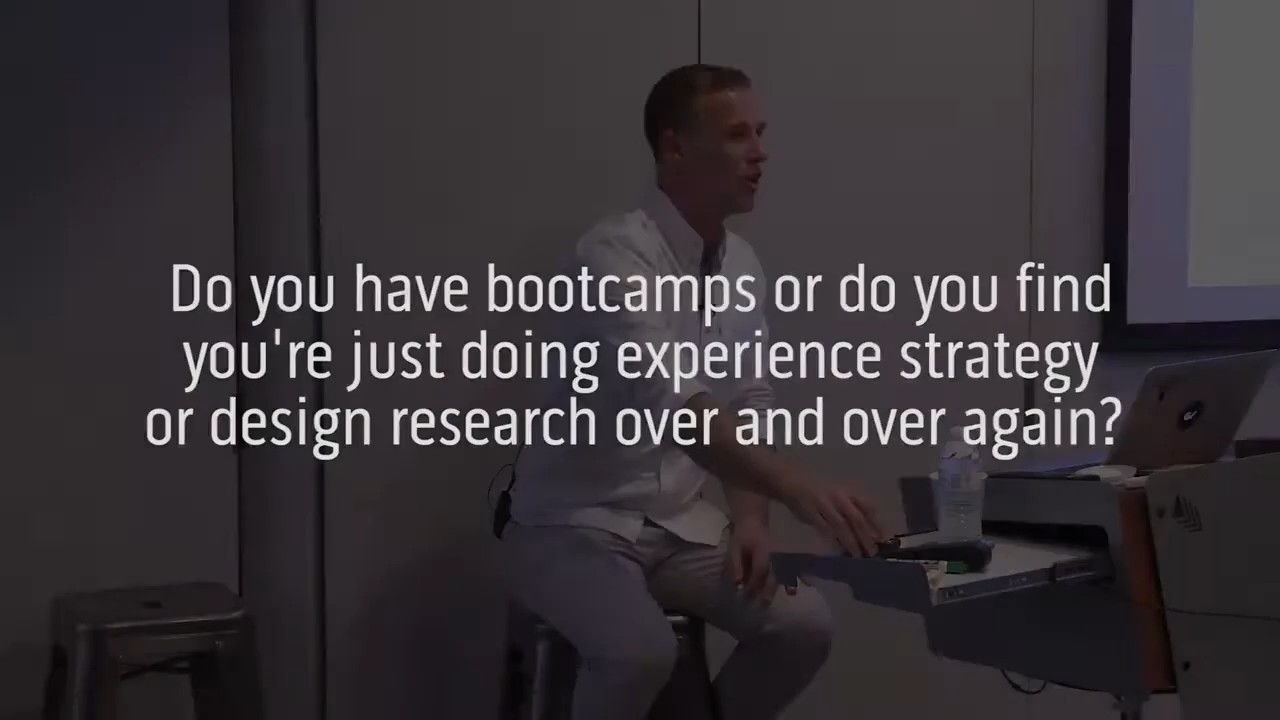 Do you have bootcamps or do you find
you're just doing experience strategy
or design research over and over again?